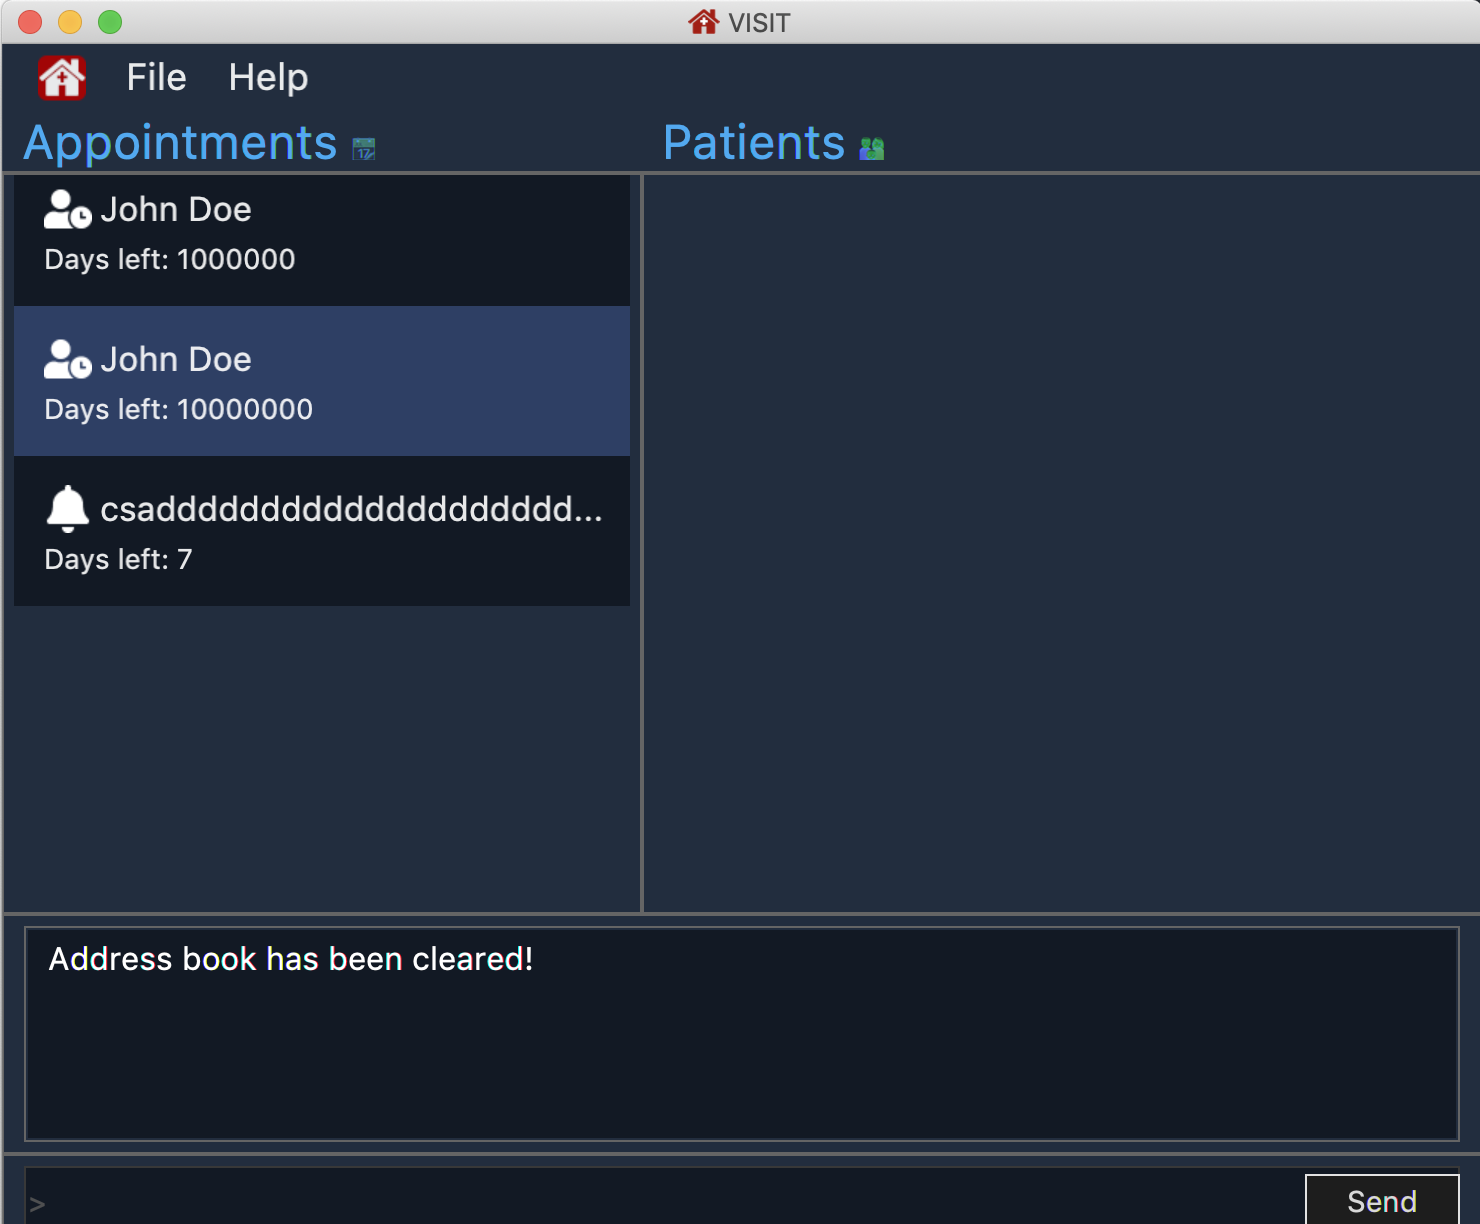 VISIT
File Help
Appointments
Patients
John Doe
Days left: 1000000
John Doe
Days left: 10000000
csadddddddddddddddddddd...
Days left: 7
Address book has been cleared!
>
Send